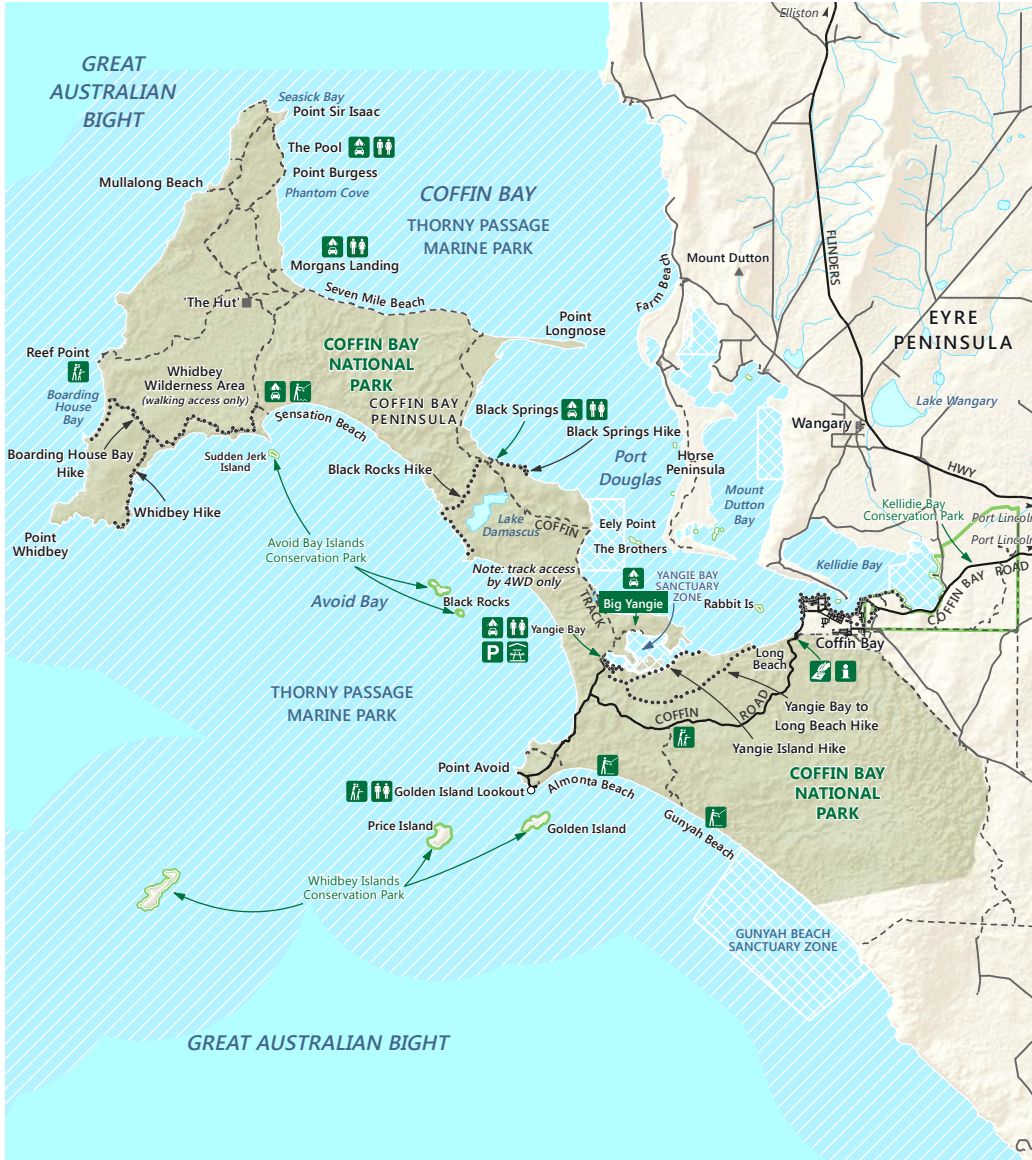 Elliston
GREAT
AUSTRALIAN
BIGHT
Seasick Bay
Point Sir Isaac
The Pool
Point Burgess
Mullalong Beach
Phantom Cove
COFFIN BAY
THORNY PASSAGE
MARINE PARK
FLINDERS
Morgans Landing
Mount Dutton
Farm Beach
'The Hut'
Seven Mile Beach
Point
Longnose
EYRE
PENINSULA
COFFIN BAY
NATIONAL
PARK
Reef Point
Boarding
House
Bay
Whidbey
Wilderness Area
(walking access only)
COFFIN BAY
PENINSULA
Lake Wangary
Sensation Beach
Black Springs
Black Springs Hike
Wangary
Boarding House Bay
Hike
Sudden Jerk
Island
Black Rocks Hike
Port
Douglas
Horse
Peninsula
HWY
Mount
Dutton
Bay
Whidbey Hike
Lake
Damascus
COFFIN
Eely Point
Kellidie Bay
Conservation Park
Port Lincoln
Port Lincoln
Point
Whidbey
Avoid Bay Islands
Conservation Park
The Brothers
Note: track access
by 4WD only
Kellidie Bay
COFFIN BAY ROAD
YANGIE BAY
SANCTUARY
ZONE
TRACK
Avoid Bay
Black Rocks
Big Yangie
Rabbit Is
P
Yangie Bay
Coffin Bay
Long
Beach
i
THORNY PASSAGE
MARINE PARK
COFFIN ROAD
Yangie Bay to
Long Beach Hike
Yangie Island Hike
Point Avoid
COFFIN BAY
NATIONAL
PARK
Golden Island Lookout
Almonta Beach
Price Island
Golden Island
Gunyah Beach
Whidbey Islands
Conservation Park
GUNYAH BEACH
SANCTUARY ZONE
GREAT AUSTRALIAN BIGHT